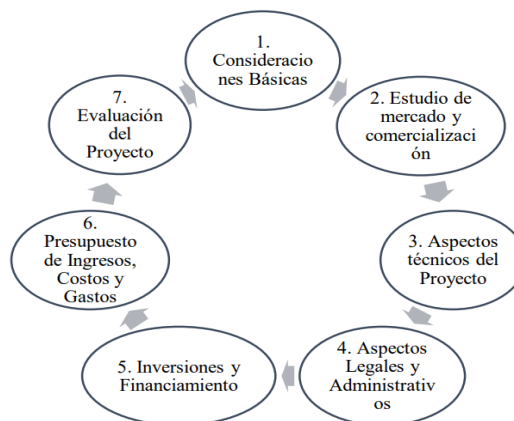 1.
Consideracio
nes Básicas
2. Estudio de
mercado y
comercializaci
ón
3. Aspectos
técnicos del
Proyecto
4. Aspectos
Legales y
Administrativ
os
5. Inversiones y
Financiamiento
6.
Presupuesto
de Ingresos,
Costos y
Gastos
7.
Evaluación
del
Proyecto